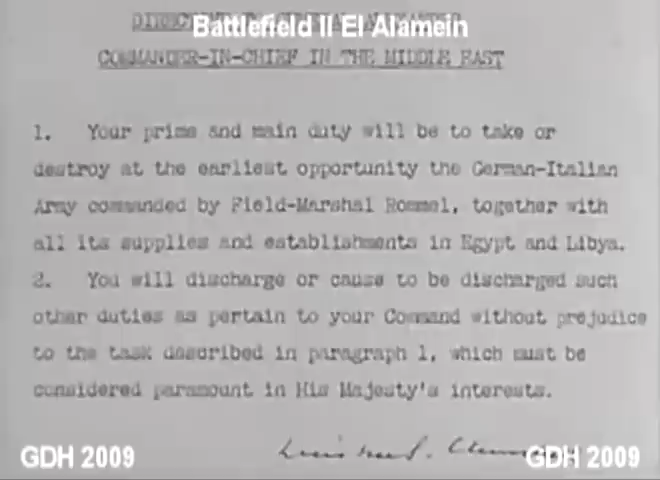 Battlefield II El Alamein
COMMANDER-IN-CHIEF IN THE MIDDLE EAST
1. Your prime and main duty will be to take or
destroy at the earliest opportunity the German-Italian
Army commanded by Field-Marshal Rommel, together with
all its supplies and establishments in Egypt and Libya.
2. You will discharge or cause to be discharged such
other duties as pertain to your Command without prejudice
to the task described in paragraph 1, which must be
considered paramount in His Majesty's interests.
GDH 2009
GDH 2009